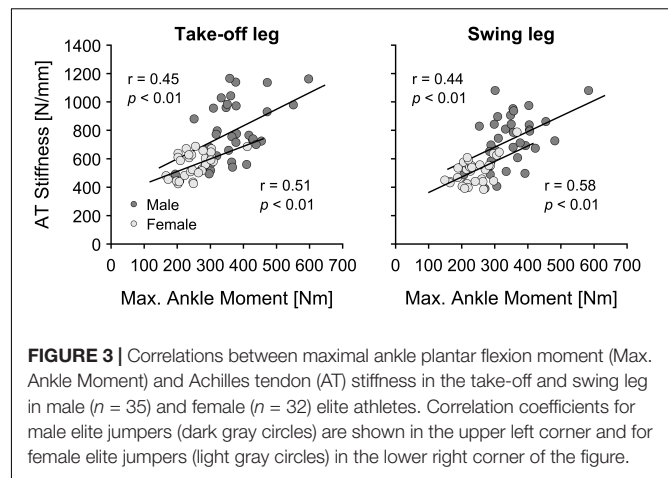 Take-off leg
Swing leg
AT Stiffness [N/mm]
1400
1200
1000
800
600
400
200
0
r = 0.45
p < 0.01
r = 0.44
p < 0.01
r = 0.51
p < 0.01
r = 0.58
p < 0.01
Male
Female
0 100 200 300 400 500 600 700
0 100 200 300 400 500 600 700
Max. Ankle Moment [Nm]
Max. Ankle Moment [Nm]
FIGURE 3 | Correlations between maximal ankle plantar flexion moment (Max.
Ankle Moment) and Achilles tendon (AT) stiffness in the take-off and swing leg
in male (n = 35) and female (n = 32) elite athletes. Correlation coefficients for
male elite jumpers (dark gray circles) are shown in the upper left corner and for
female elite jumpers (light gray circles) in the lower right corner of the figure.